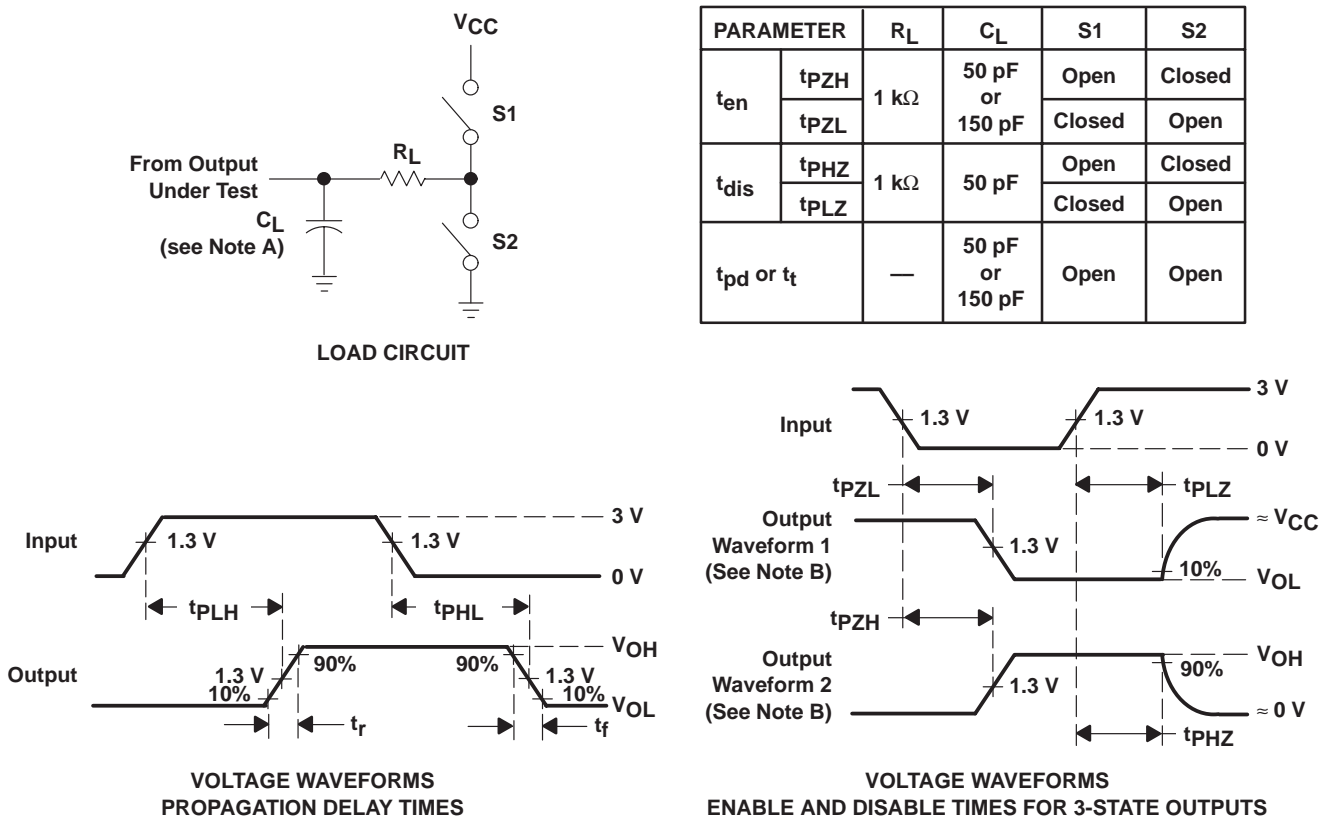 VCC
S1
From Output
Under Test
RL
CL
(see Note A)
S2
LOAD CIRCUIT
PARAMETER RL CL S1 S2
ten tPZH 1 kΩ 50 pF or 150 pF Open Closed
tPZL Closed Open
tdis tPHZ 1 kΩ 50 pF Open Closed
tPLZ Closed Open
tpd or tt — 50 pF or 150 pF Open Open
Input
1.3 V
1.3 V
3 V
0 V
tPLH
tPHL
Output
1.3 V
10%
90%
90%
1.3 V
10%
VOH
VOL
tr
tf
VOLTAGE WAVEFORMS
PROPAGATION DELAY TIMES
Input
1.3 V
1.3 V
3 V
0 V
tPZL
tPLZ
Output
Waveform 1
(See Note B)
1.3 V
10%
≈ VCC
VOL
tPZH
Output
Waveform 2
(See Note B)
1.3 V
90%
VOH
≈ 0 V
tPHZ
VOLTAGE WAVEFORMS
ENABLE AND DISABLE TIMES FOR 3-STATE OUTPUTS